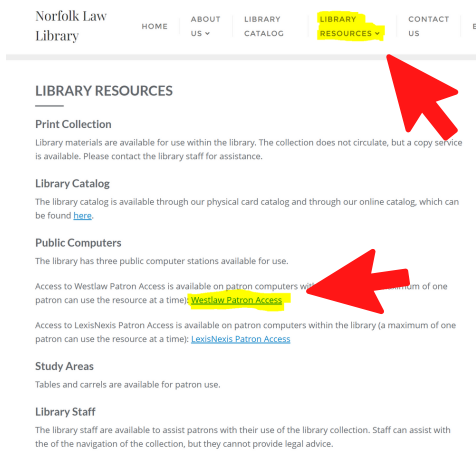 Norfolk Law
Library
HOME
ABOUT
US
LIBRARY
CATALOG
LIBRARY
RESOURCES
CONTACT
US
LIBRARY RESOURCES
Print Collection
Library materials are available for use within the library. The collection does not circulate, but a copy service
is available. Please contact the library staff for assistance.
Library Catalog
The library catalog is available through our physical card catalog and through our online catalog, which can
be found here.
Public Computers
The library has three public computer stations available for use.
Access to Westlaw Patron Access is available on patron computers of one
patron can use the resource at a time): Westlaw Patron Access
Access to LexisNexis Patron Access is available on patron computers within the library (a maximum of one
patron can use the resource at a time): LexisNexis Patron Access
Study Areas
Tables and carrels are available for patron use.
Library Staff
The library staff are available to assist patrons with their use of the library collection. Staff can assist with
the of the navigation of the collection, but they cannot provide legal advice.